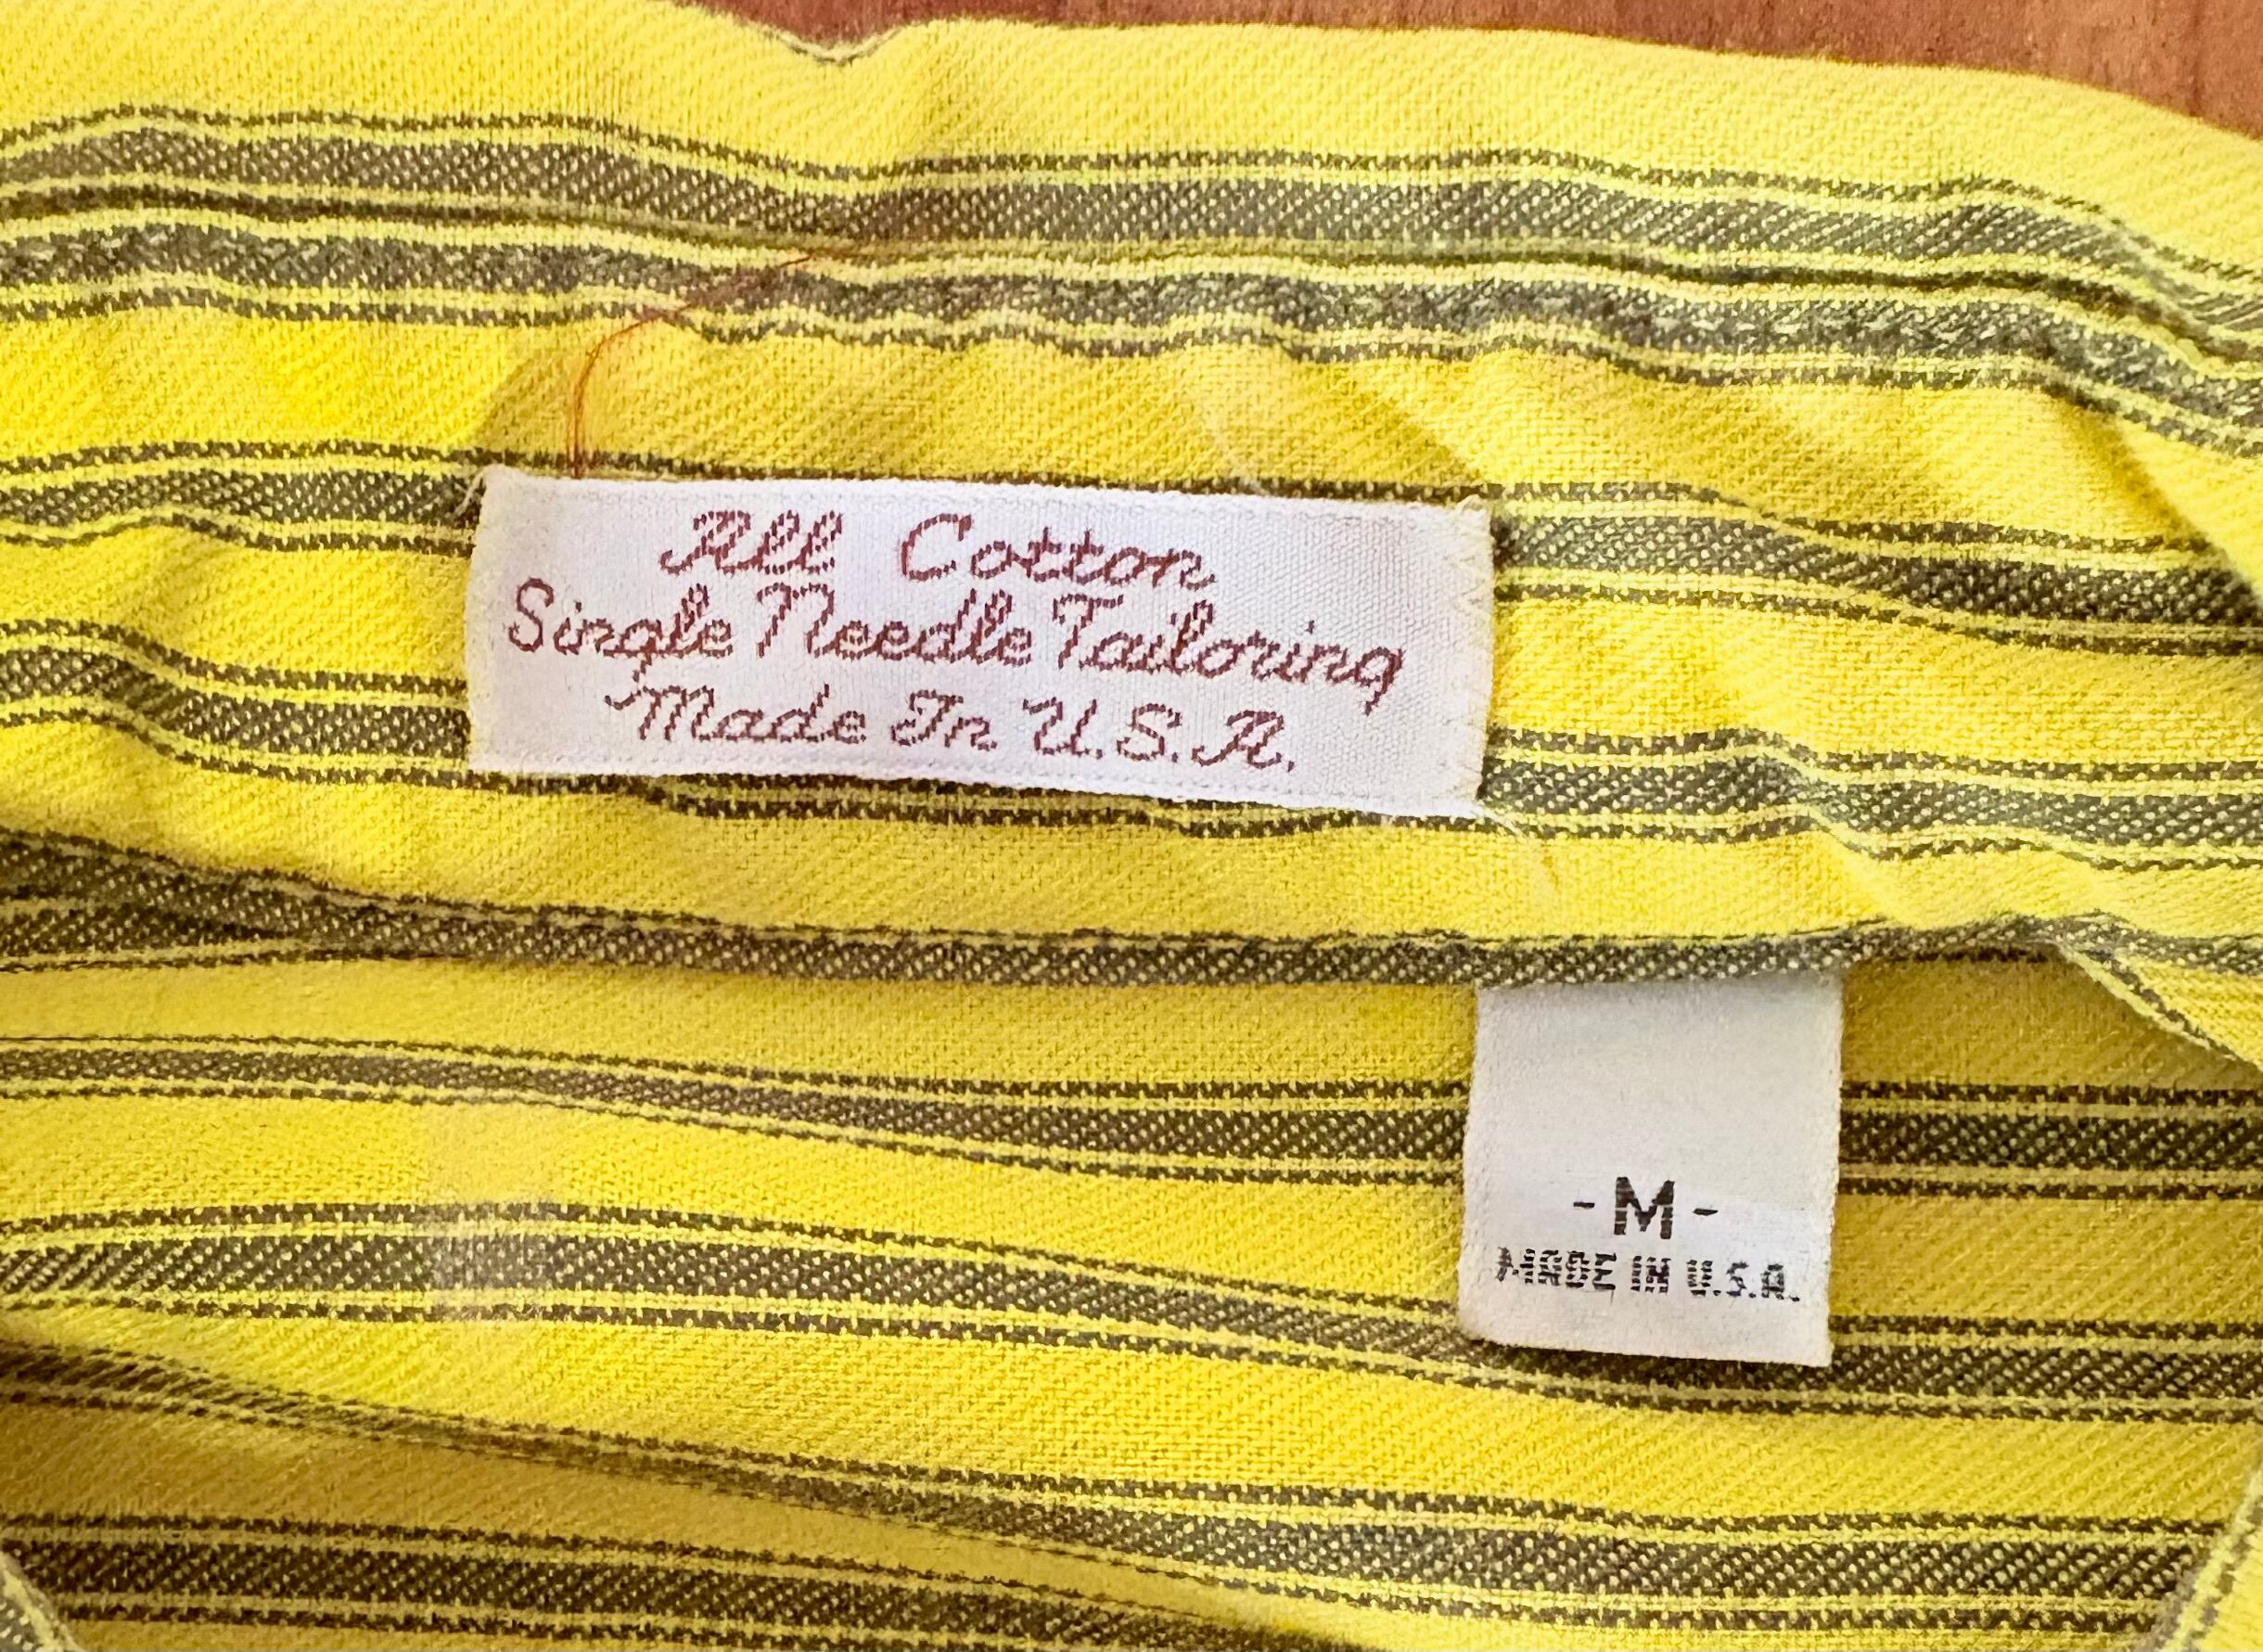 All Cotton
Single Needle Tailoring
Made In U.S.A.
- M -
MADE IN U.S.A.